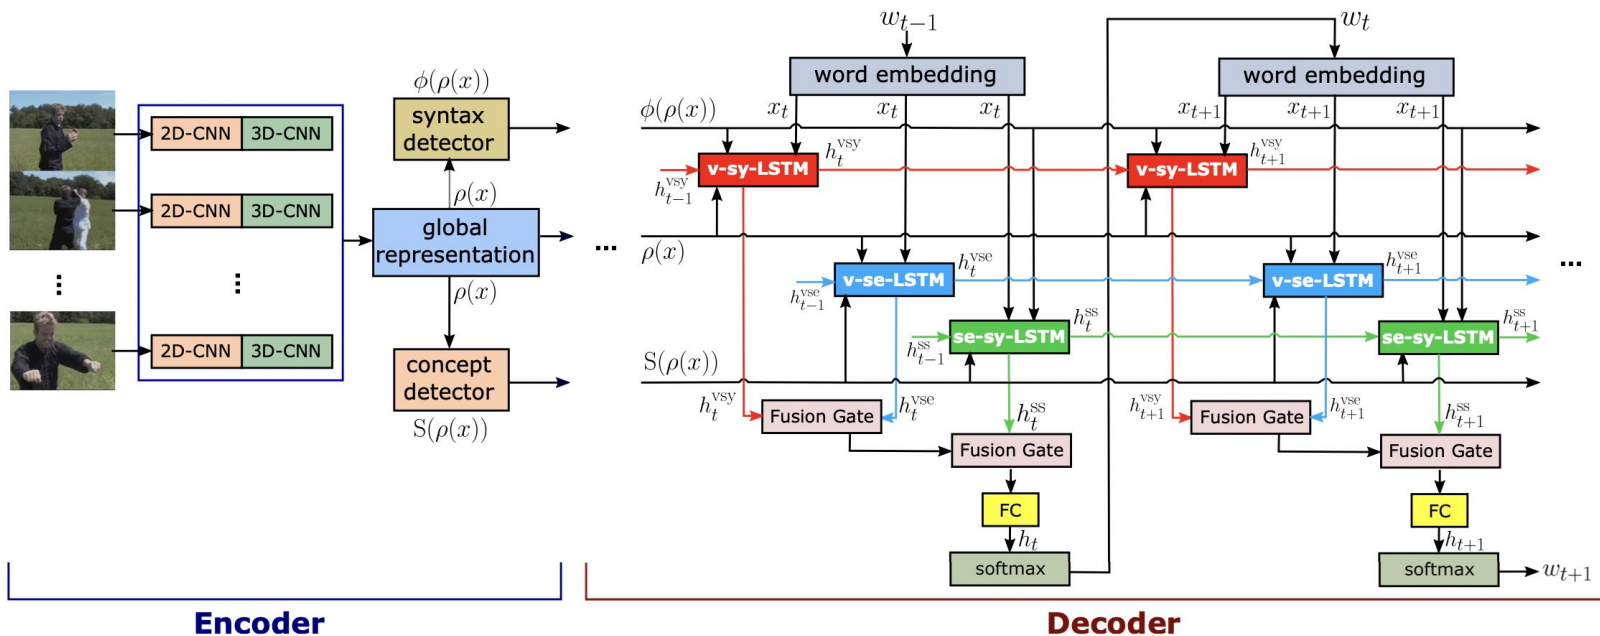 2D-CNN 3D-CNN
2D-CNN 3D-CNN
⋮ ⋮
2D-CNN 3D-CNN
ϕ(ρ(x))
syntax
detector
ρ(x)
global
representation
ρ(x)
concept
detector
S(ρ(x))
Encoder
w_{t−1}
word embedding
ϕ(ρ(x)) x_t x_t x_t
h_t^{vsy}
v-sy-LSTM
h_{t−1}^{vsy}
...
ρ(x)
h_t^{vse}
v-se-LSTM
h_{t−1}^{vse}
h_t^{ss}
se-sy-LSTM
h_{t−1}^{ss}
S(ρ(x))
h_t^{vsy} h_t^{vse} h_t^{ss}
Fusion Gate
Fusion Gate
FC
h_t
softmax
w_t
word embedding
x_{t+1} x_{t+1} x_{t+1}
h_{t+1}^{vsy}
v-sy-LSTM
h_{t+1}^{vse}
v-se-LSTM
...
h_{t+1}^{ss}
se-sy-LSTM
h_{t+1}^{vsy} h_{t+1}^{vse} h_{t+1}^{ss}
Fusion Gate
Fusion Gate
FC
h_{t+1}
softmax w_{t+1}
Decoder